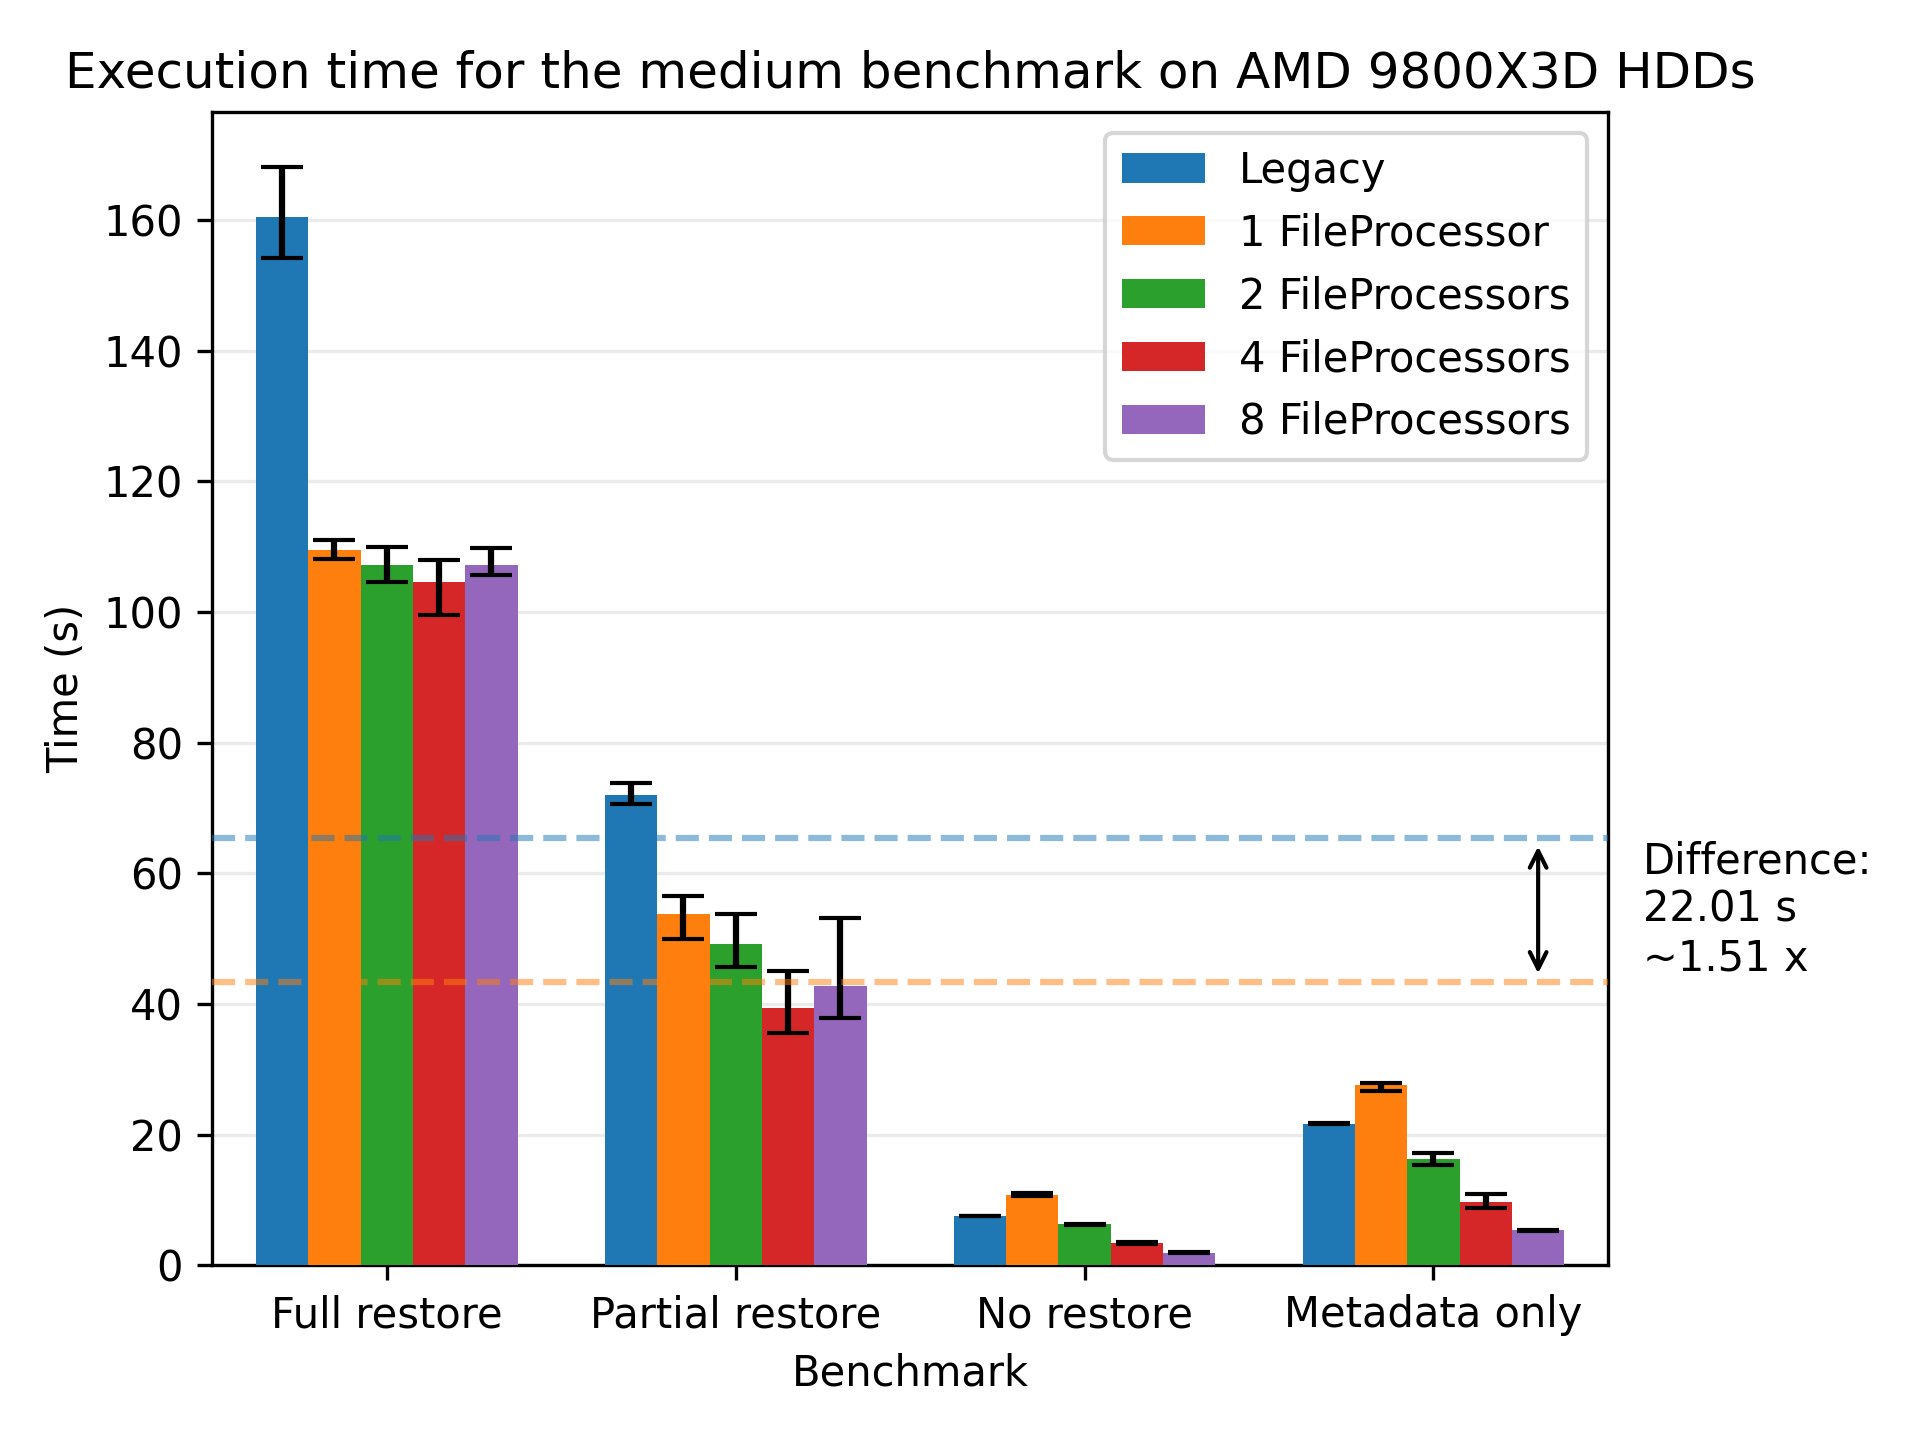 Execution time for the medium benchmark on AMD 9800X3D HDDs
Legacy
1 FileProcessor
2 FileProcessors
4 FileProcessors
8 FileProcessors
Time (s)
160
140
120
100
80
60
40
20
0
Difference:
22.01 s
~1.51 x
Full restore
Partial restore
No restore
Metadata only
Benchmark